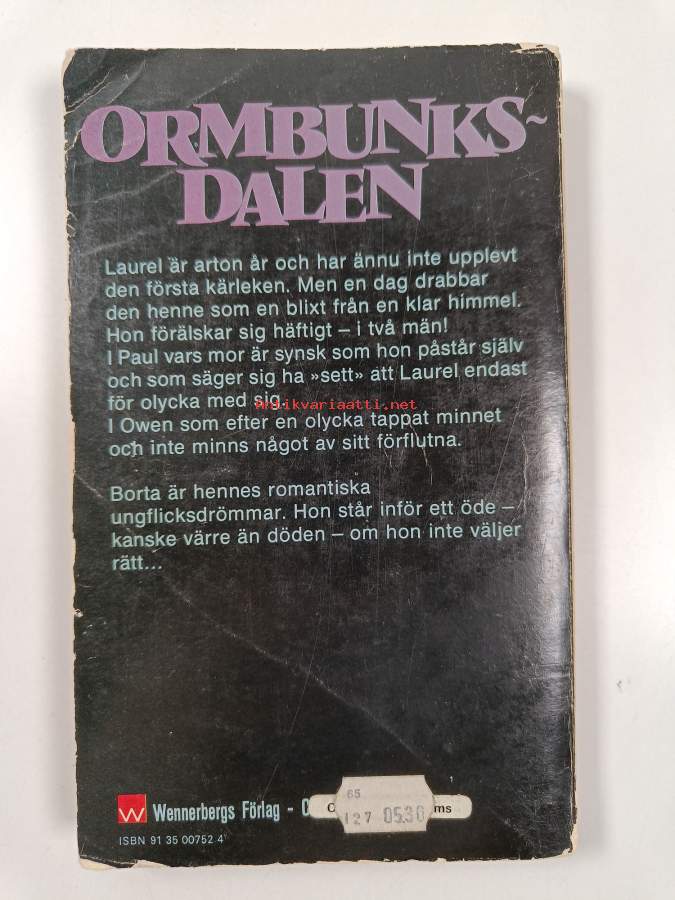 ORMBUNKS-
DALEN
Laurel är arton år och har ännu inte upplevt
den första kärleken. Men en dag drabbar
den henne som en blixt från en klar himmel.
Hon förälskar sig häftigt – i två män!
I Paul vars mor är synsk som hon påstår själv
och som säger sig ha »sett» att Laurel endast
för olycka med sig.
Antikvariaatti.net
I Owen som efter en olycka tappat minnet
och inte minns något av sitt förflutna.
Borta är hennes romantiska
ungflicksdrömmar. Hon står inför ett öde –
kanske värre än döden – om hon inte väljer
rätt...
W Wennerbergs Förlag -
65
127 0530
ISBN 91 35 00752 4